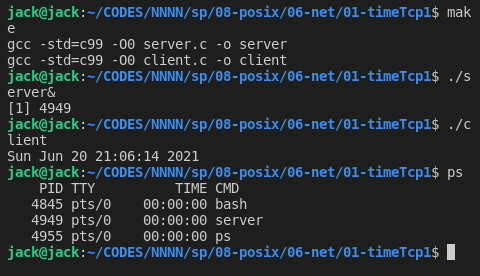 jack@jack:~/CODES/NNNN/sp/08-posix/06-net/01-timeTcp1$ mak
e
gcc -std=c99 -O0 server.c -o server
gcc -std=c99 -O0 client.c -o client
jack@jack:~/CODES/NNNN/sp/08-posix/06-net/01-timeTcp1$ ./s
erver&
[1] 4949
jack@jack:~/CODES/NNNN/sp/08-posix/06-net/01-timeTcp1$ ./c
lient
Sun Jun 20 21:06:14 2021
jack@jack:~/CODES/NNNN/sp/08-posix/06-net/01-timeTcp1$ ps
    PID TTY          TIME CMD
   4845 pts/0    00:00:00 bash
   4949 pts/0    00:00:00 server
   4955 pts/0    00:00:00 ps
jack@jack:~/CODES/NNNN/sp/08-posix/06-net/01-timeTcp1$